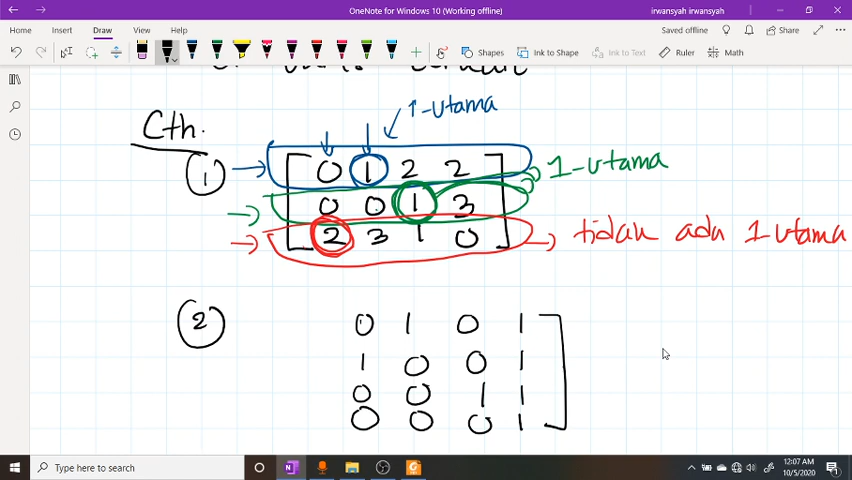 OneNote for Windows 10 (Working offline)
irwansyah irwansyah
Home Insert Draw View Help
Saved offline Share
Shapes Ink to Shape Ink to Text Ruler Math
Cth.
1-utama
1
0 1 2 2
1-utama
0 0 1 3
2 3 1 0
tidak ada 1-utama
2
0 1 0 1
1 0 0 1
0 0 1 1
0 0 0 1
Type here to search
12:07 AM
10/5/2020